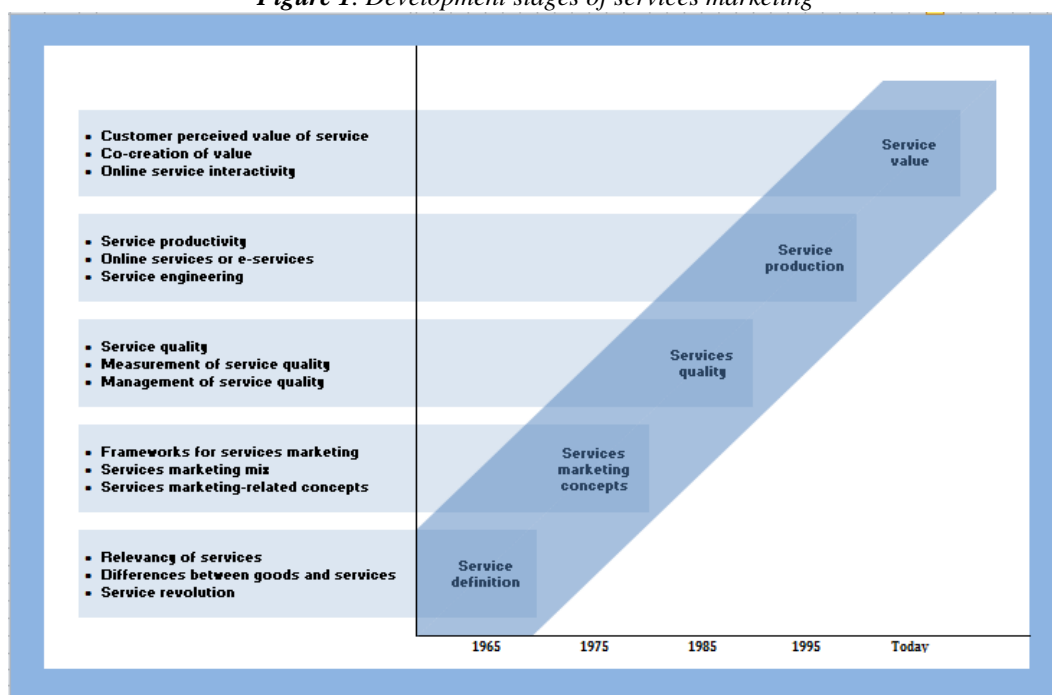 Figure 1. Development stages of services marketing
• Customer perceived value of service
• Co-creation of value
• Online service interactivity
Service
value
• Service productivity
• Online services or e-services
• Service engineering
Service
production
• Service quality
• Measurement of service quality
• Management of service quality
Services
quality
• Frameworks for services marketing
• Services marketing mix
• Services marketing-related concepts
Services
marketing
concepts
• Relevancy of services
• Differences between goods and services
• Service revolution
Service
definition
1965 1975 1985 1995 Today